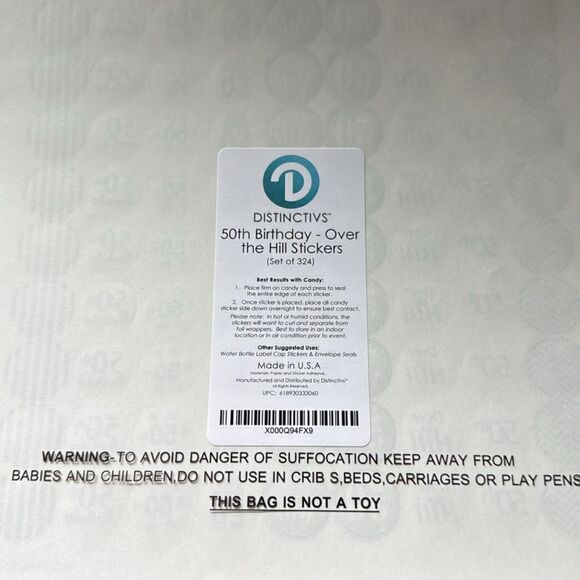 DISTINCTIVS™
50th Birthday - Over
the Hill Stickers
(Set of 324)
Best Results with Candy:
1. Place firm on candy and press to seal
the entire edge of each sticker.
2. Once sticker is placed, place all candy
sticker side down overnight to ensure best contact.
Please note: In hot or humid conditions, the
stickers will want to curl and separate from
foil wrappers. Best to store in an indoor
location or in air condition prior to event.
Other Suggested Uses:
Water Bottle Label Cap Stickers & Envelope Seals
Made in U.S.A
Materials: Paper and Sticker Adhesive.
Manufactured and Distributed by Distinctivs™
All Rights Reserved.
UPC: 618930333060
X000Q94FX9
WARNING-TO AVOID DANGER OF SUFFOCATION KEEP AWAY FROM
BABIES AND CHILDREN,DO NOT USE IN CRIB S,BEDS,CARRIAGES OR PLAY PENS
THIS BAG IS NOT A TOY